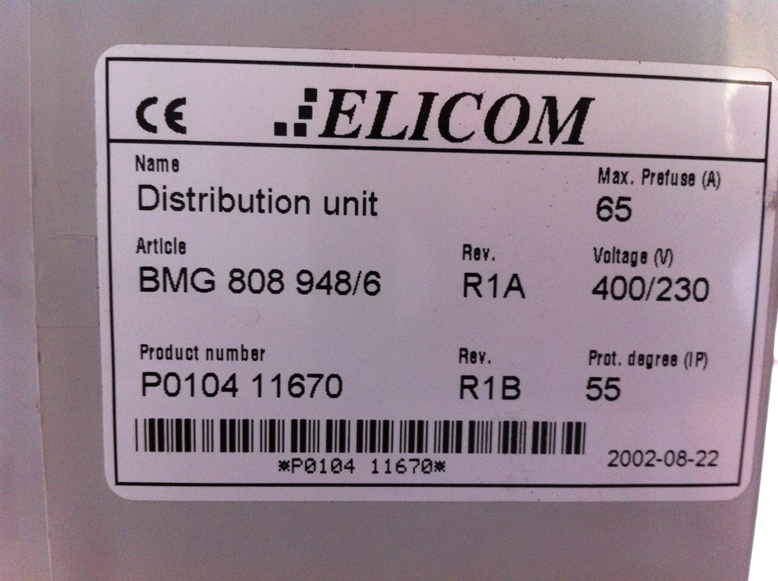 CE ELICOM
Name Max. Prefuse (A)
Distribution unit 65
Article Rev. Voltage (V)
BMG 808 948/6 R1A 400/230
Product number Rev. Prot. degree (IP)
P0104 11670 R1B 55
*P0104 11670* 2002-08-22